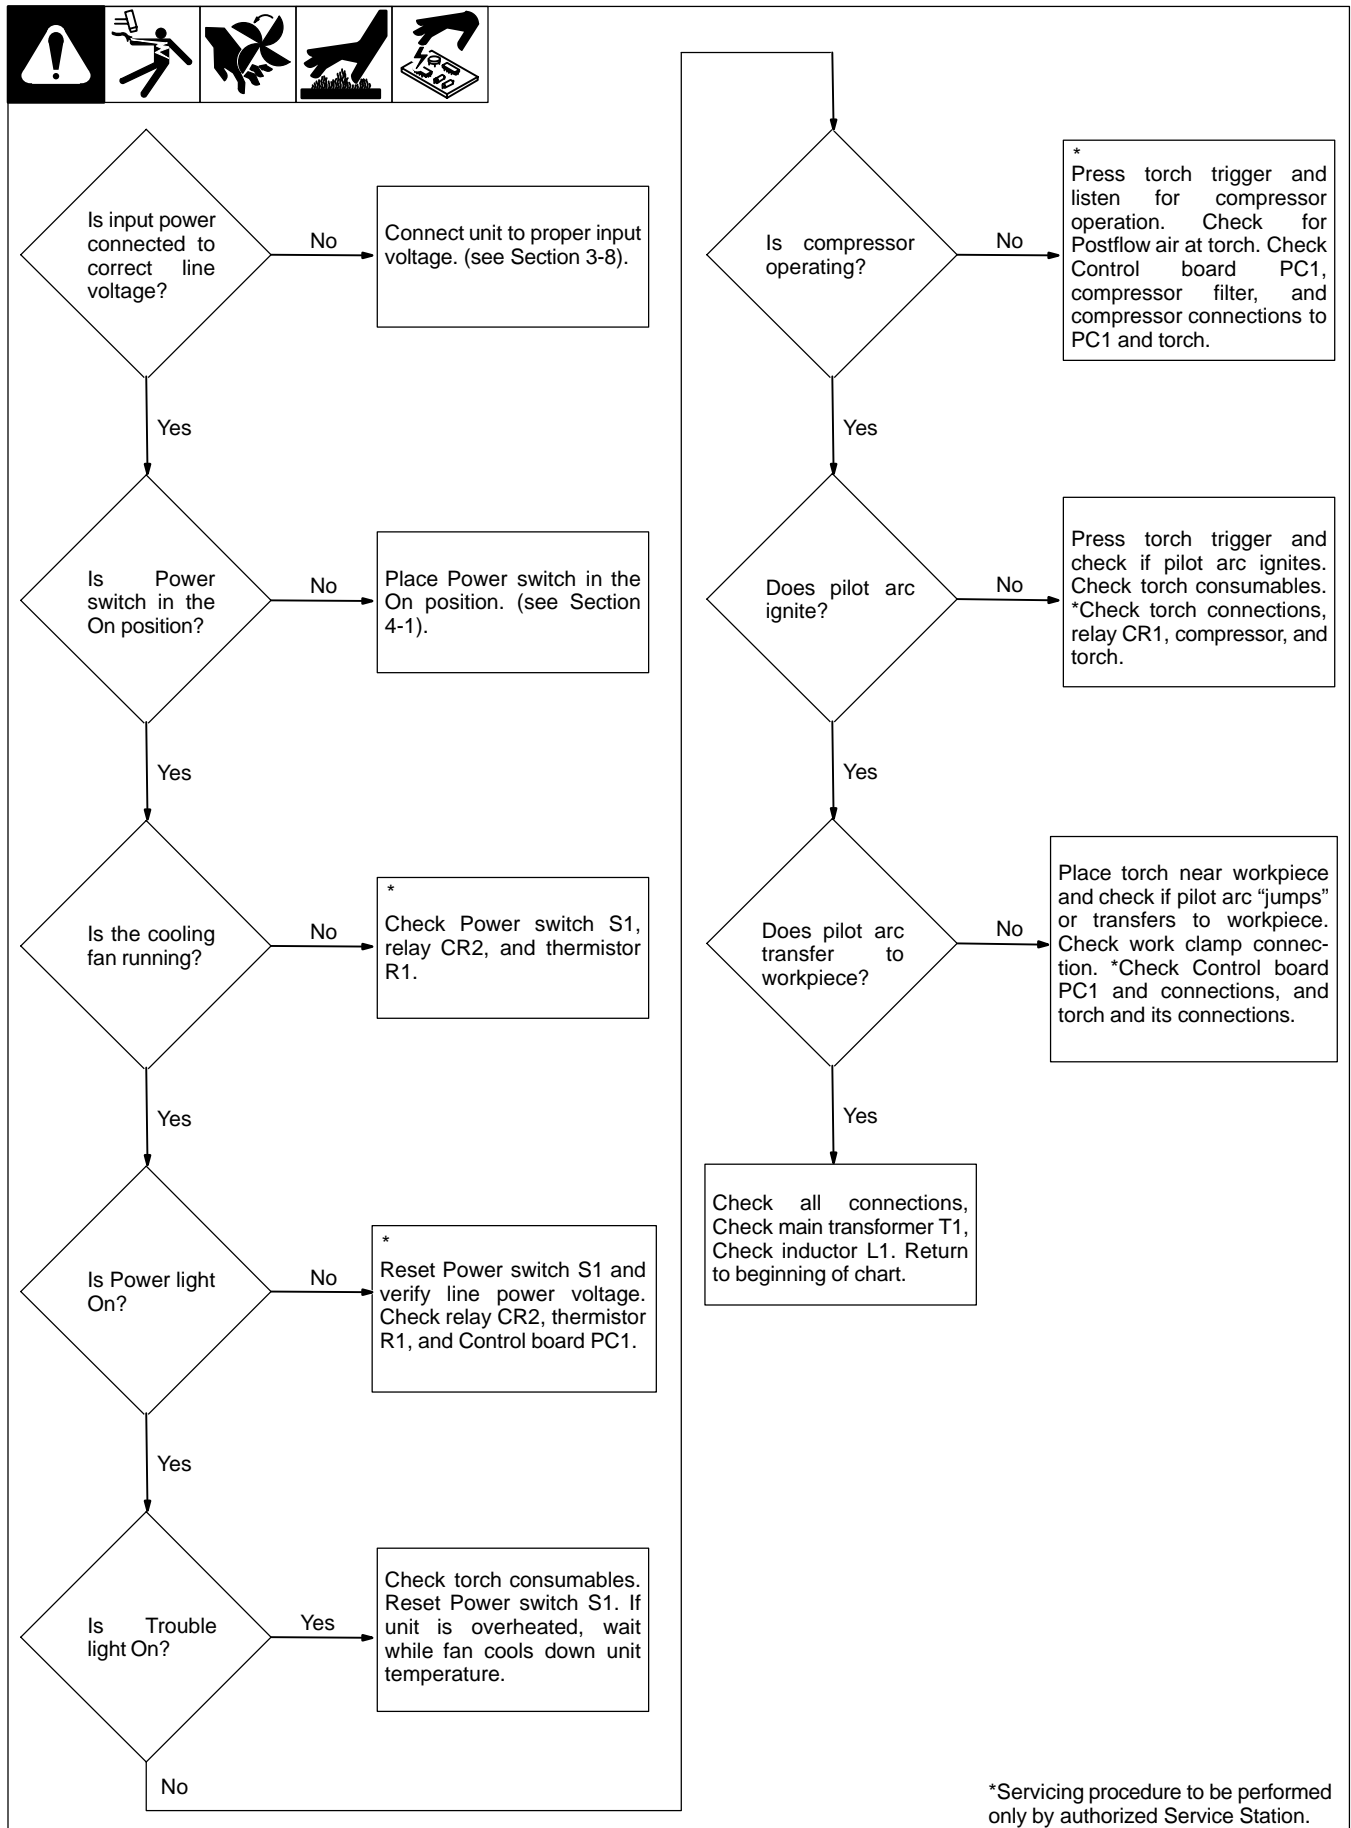 Is input power
connected to
correct line
voltage?
No
Connect unit to proper input
voltage. (see Section 3-8).
Yes
Is Power
switch in the
On position?
No
Place Power switch in the
On position. (see Section
4-1).
Yes
Is the cooling
fan running?
No
*
Check Power switch S1,
relay CR2, and thermistor
R1.
Yes
Is Power light
On?
No
*
Reset Power switch S1 and
verify line power voltage.
Check relay CR2, thermistor
R1, and Control board PC1.
Yes
Is Trouble
light On?
Yes
Check torch consumables.
Reset Power switch S1. If
unit is overheated, wait
while fan cools down unit
temperature.
No
Is compressor
operating?
No
*
Press torch trigger and
listen for compressor
operation. Check for
Postflow air at torch. Check
Control board PC1,
compressor filter, and
compressor connections to
PC1 and torch.
Yes
Does pilot arc
ignite?
No
Press torch trigger and
check if pilot arc ignites.
Check torch consumables.
*Check torch connections,
relay CR1, compressor, and
torch.
Yes
Does pilot arc
transfer to
workpiece?
No
Place torch near workpiece
and check if pilot arc “jumps”
or transfers to workpiece.
Check work clamp connec-
tion. *Check Control board
PC1 and connections, and
torch and its connections.
Yes
Check all connections,
Check main transformer T1,
Check inductor L1. Return
to beginning of chart.
*Servicing procedure to be performed
only by authorized Service Station.